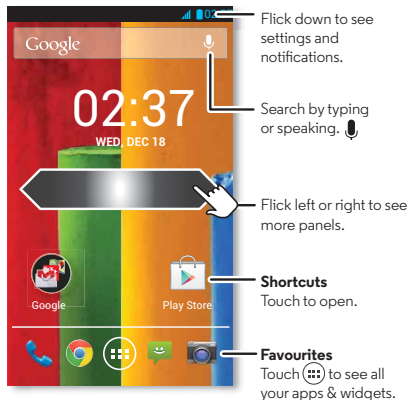 02:37
Flick down to see
settings and
notifications.
Google
Search by typing
or speaking.
02:37
WED, DEC 18
Flick left or right to see
more panels.
Google
Play Store
Shortcuts
Touch to open.
Favourites
Touch to see all
your apps & widgets.